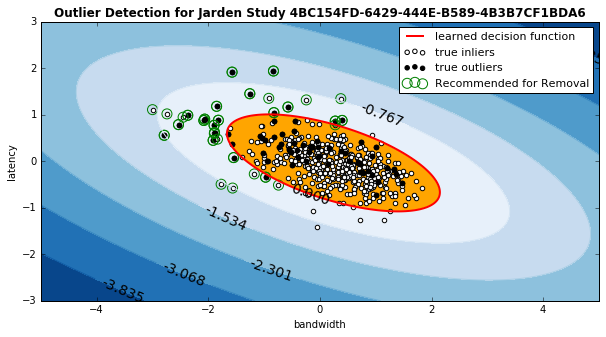 Outlier Detection for Jarden Study 4BC154FD-6429-444E-B589-4B3B7CF1BDA6
learned decision function
true inliers
true outliers
Recommended for Removal
3
2
1
0
−1
−2
−3
latency
-0.767
0.000
-1.534
-2.301
-3.068
-3.835
−4
−2
0
2
4
bandwidth